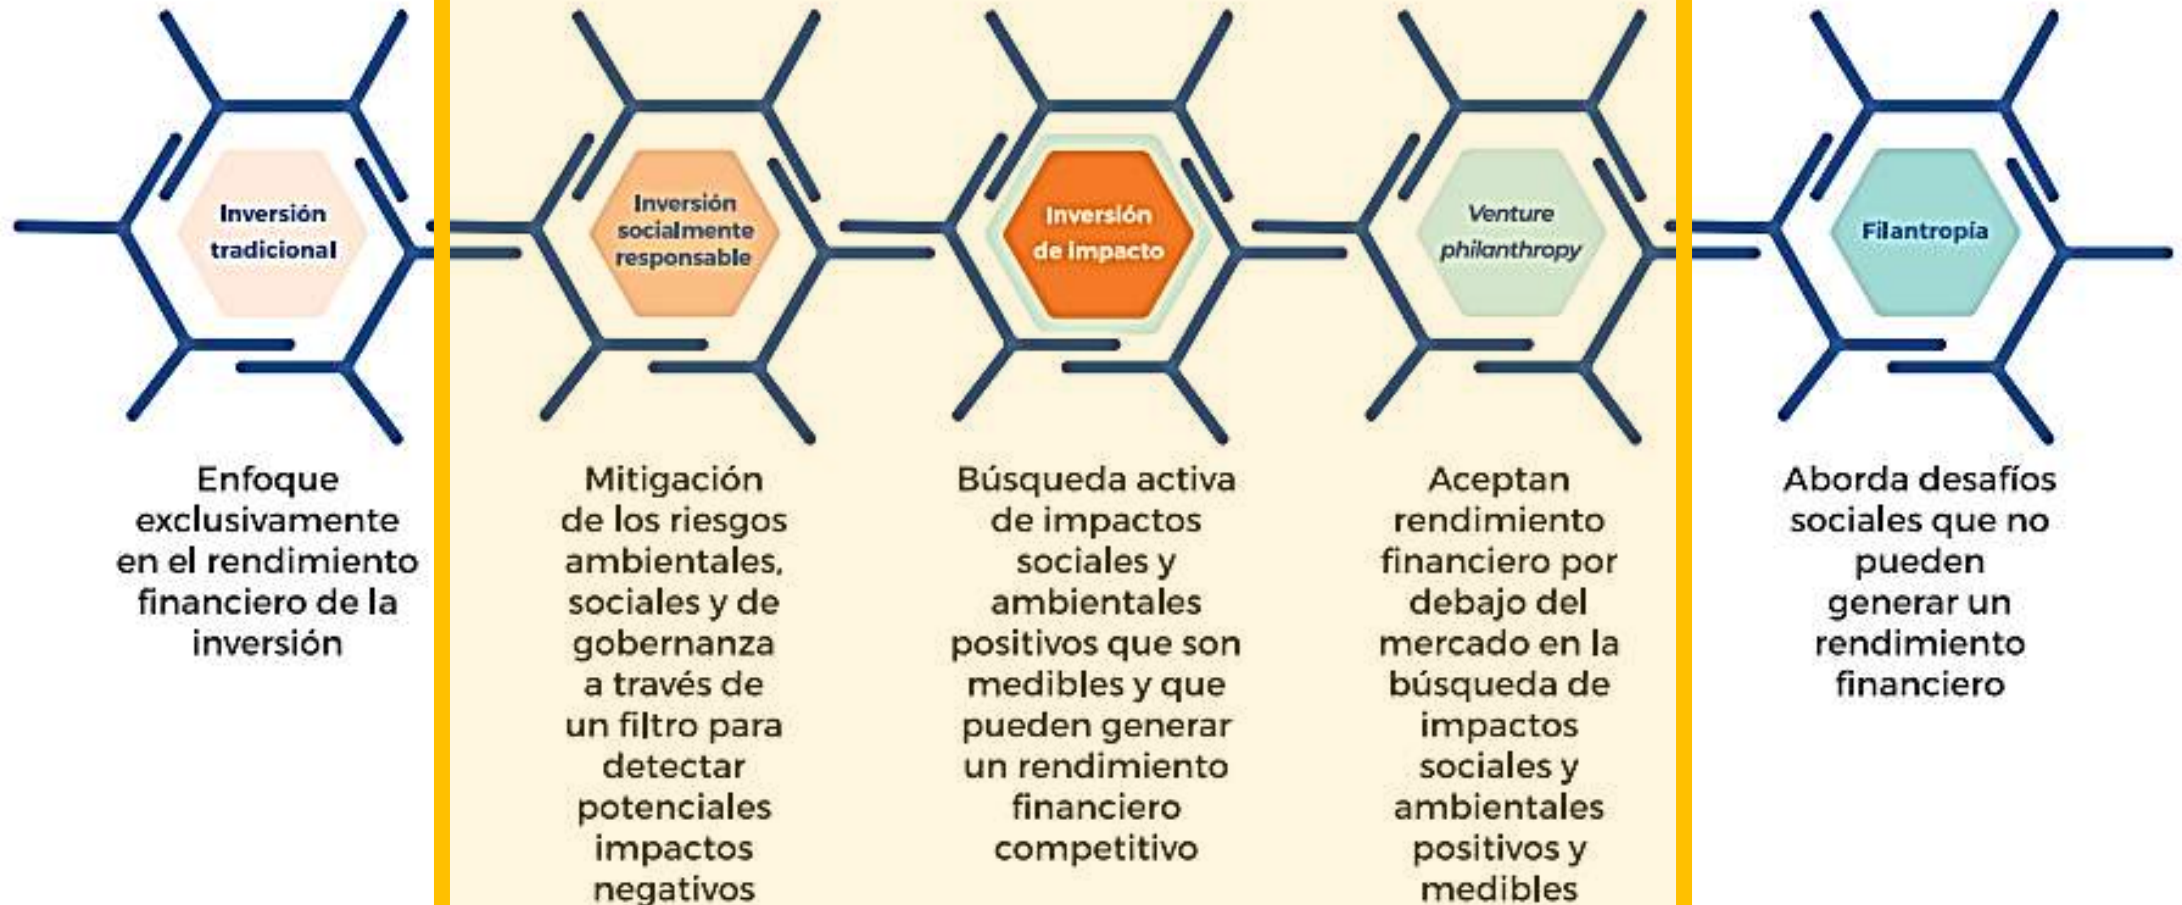 Inversión
tradicional
Enfoque
exclusivamente
en el rendimiento
financiero de la
inversión
Inversión
socialmente
responsable
Mitigación
de los riesgos
ambientales,
sociales y de
gobernanza
a través de
un filtro para
detectar
potenciales
impactos
negativos
Inversión
de impacto
Búsqueda activa
de impactos
sociales y
ambientales
positivos que son
medibles y que
pueden generar
un rendimiento
financiero
competitivo
Venture
philanthropy
Aceptan
rendimiento
financiero por
debajo del
mercado en la
búsqueda de
impactos
sociales y
ambientales
positivos y
medibles
Filantropía
Aborda desafíos
sociales que no
pueden
generar un
rendimiento
financiero